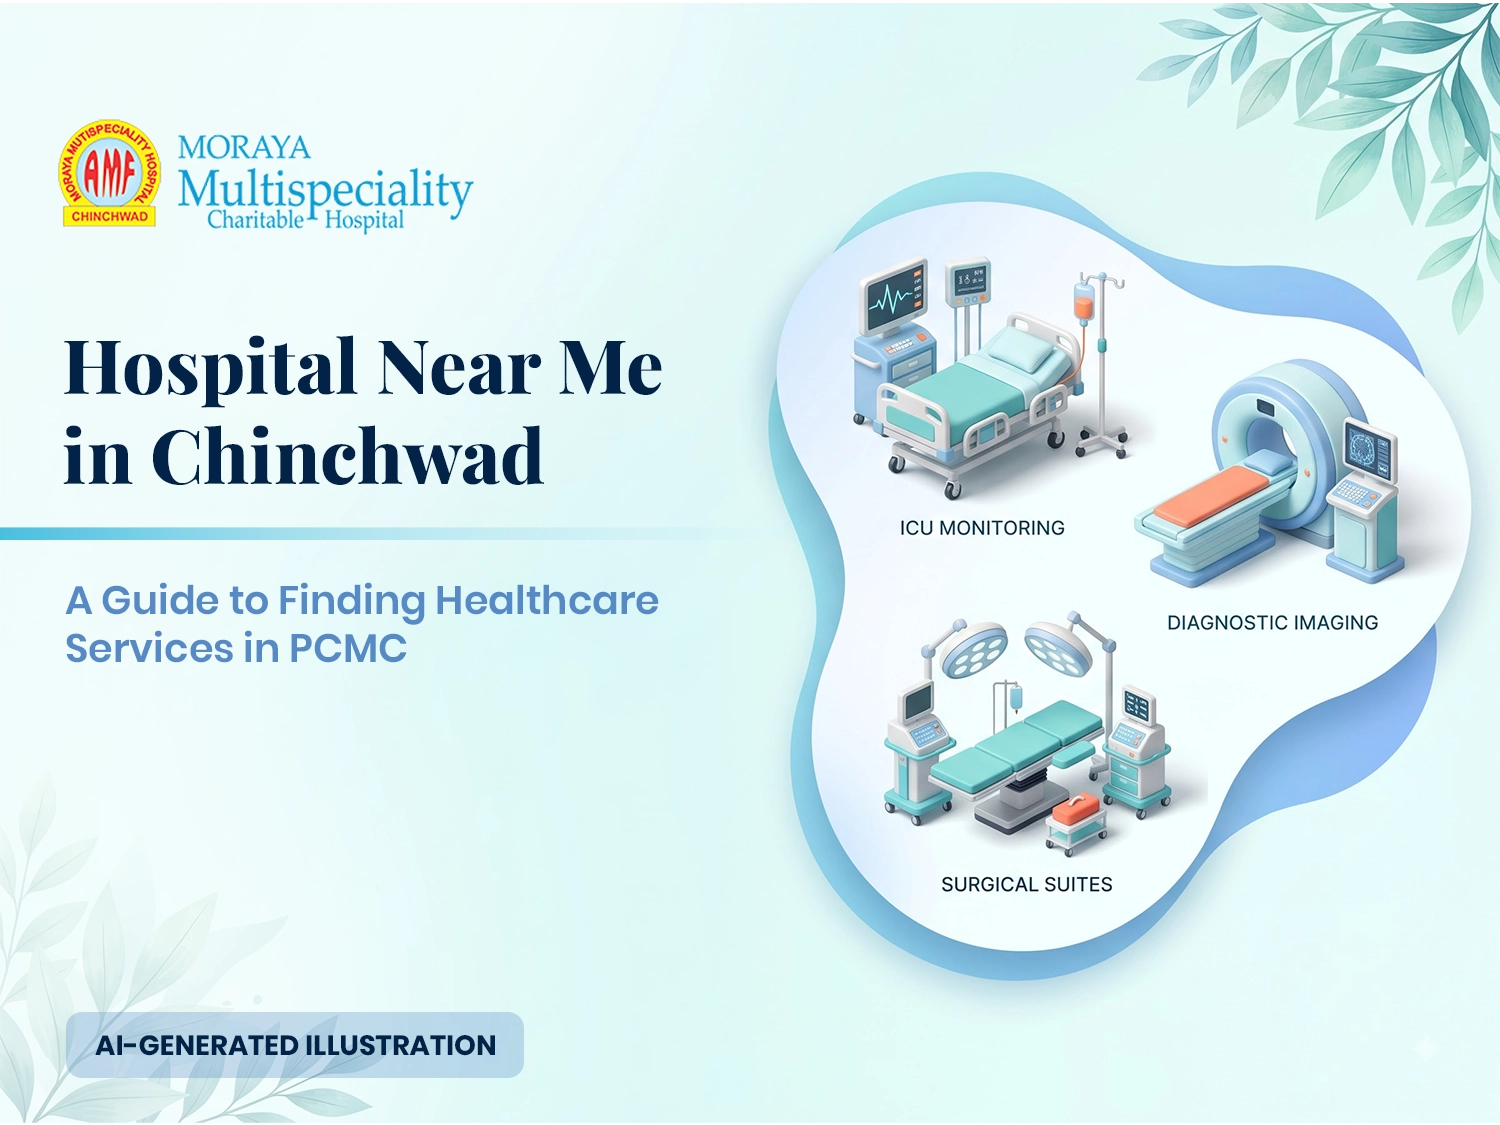 MORAYA MUTISPECIALITY HOSPITAL
AMF
CHINCHWAD
MORAYA
Multispeciality
Charitable Hospital
Hospital Near Me
in Chinchwad
A Guide to Finding Healthcare
Services in PCMC
ICU MONITORING
DIAGNOSTIC IMAGING
SURGICAL SUITES
AI-GENERATED ILLUSTRATION